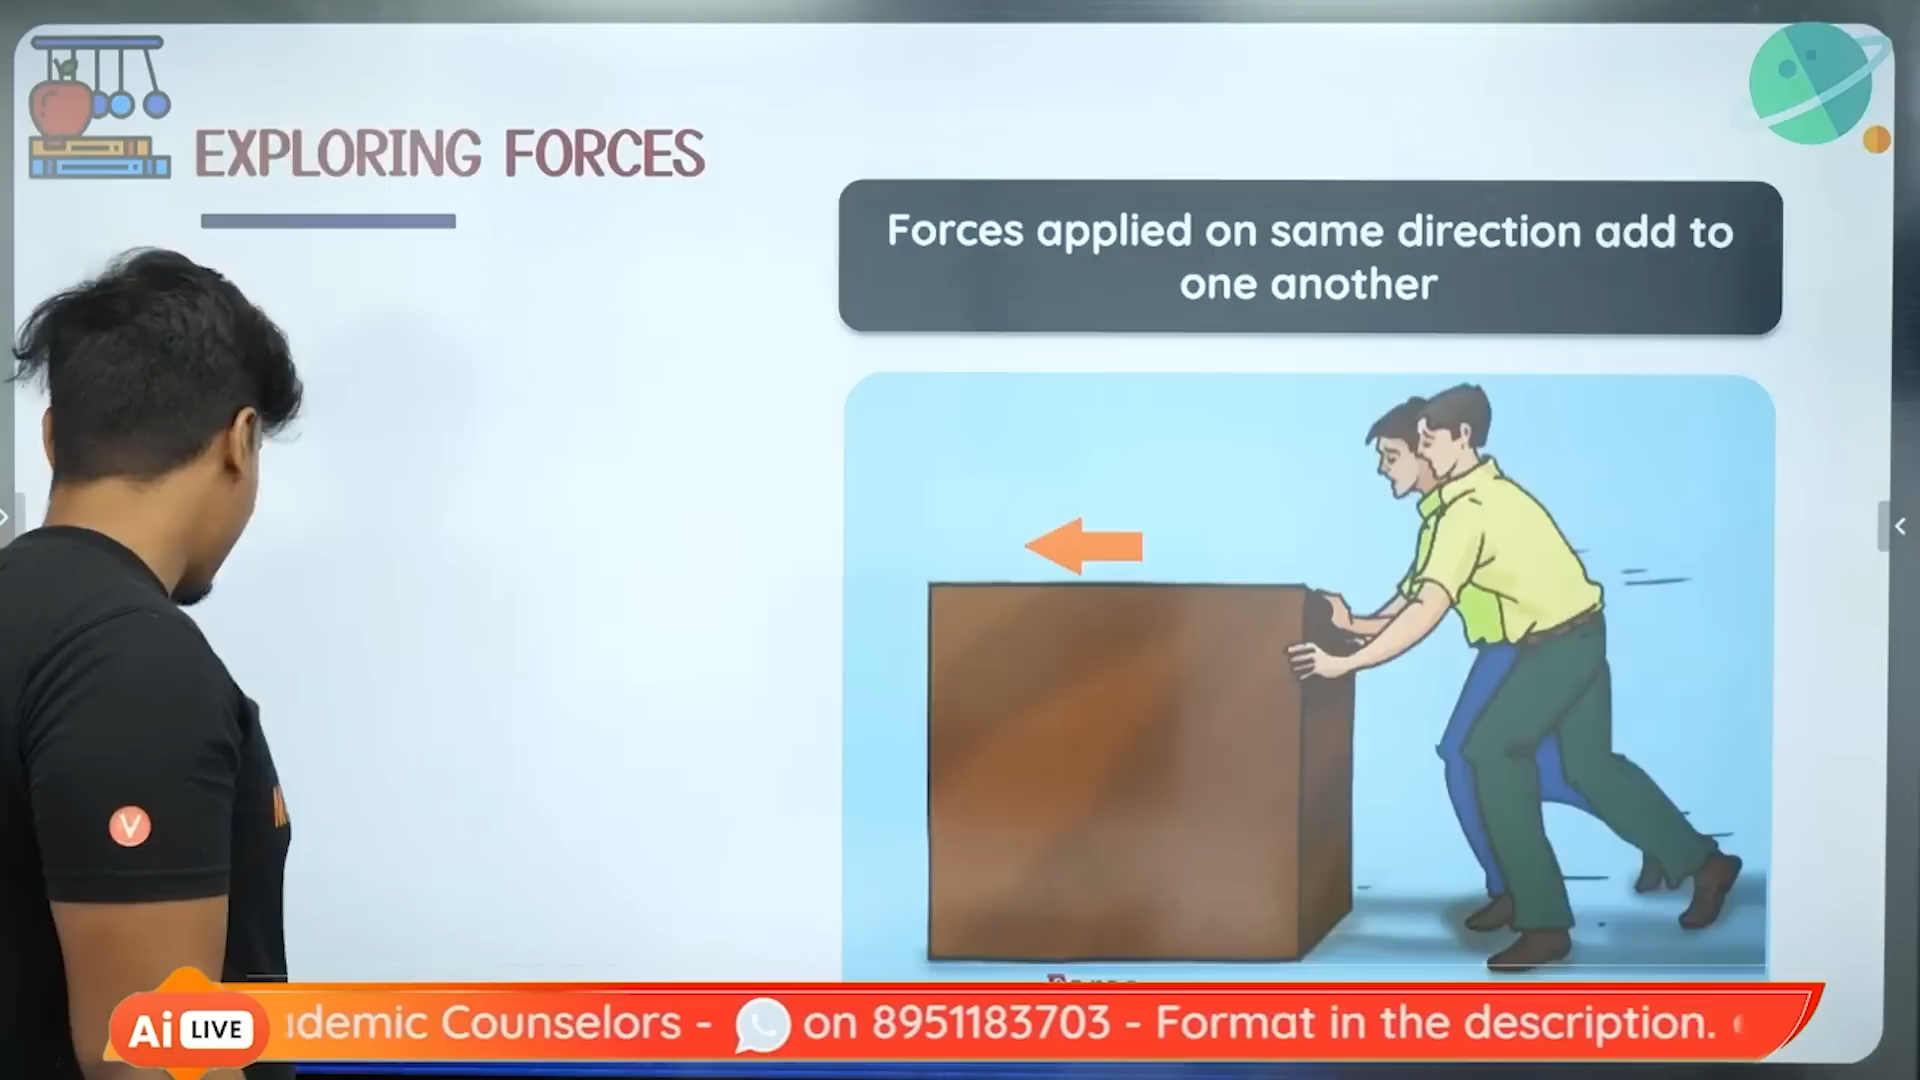 EXPLORING FORCES
Forces applied on same direction add to
one another
V
Ai LIVE
demic Counselors - on 8951183703 - Format in the description.